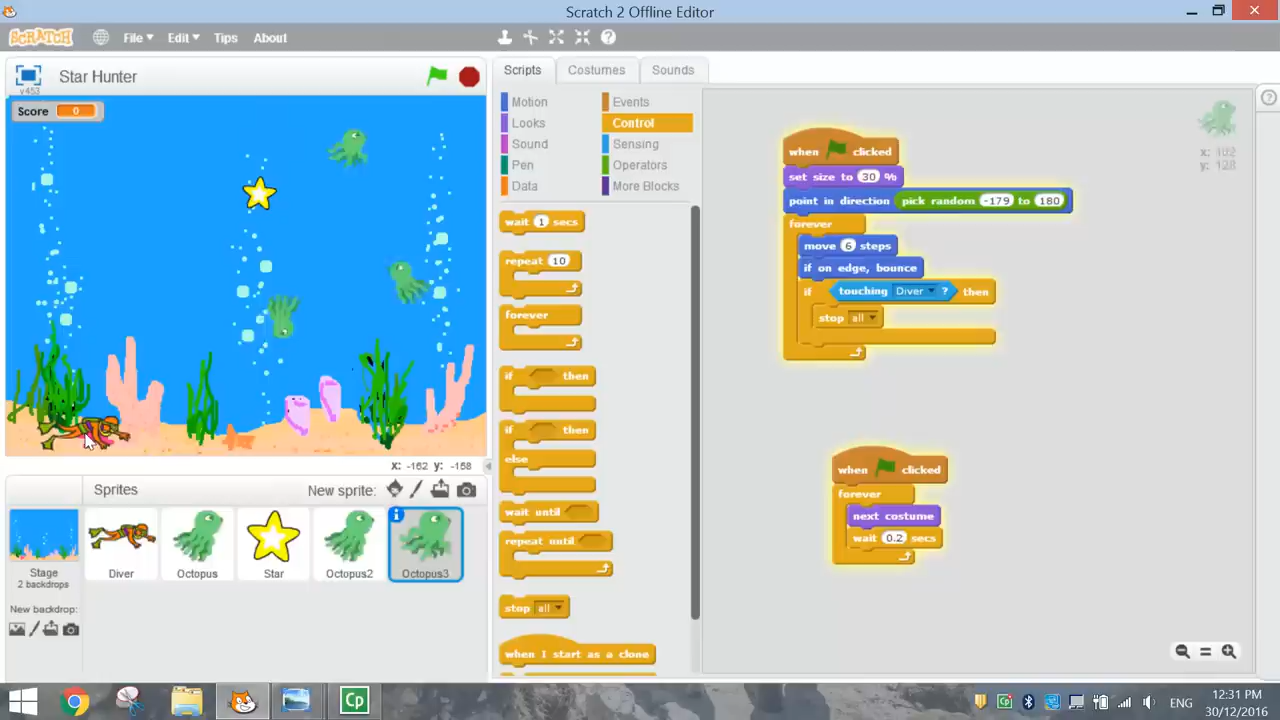 Scratch 2 Offline Editor
SCRATCH File Edit Tips About
v453 Star Hunter
Score 0
x: -162 y: -168
Sprites New sprite:
Stage
2 backdrops
New backdrop:
Diver Octopus Star Octopus2 Octopus3
Scripts Costumes Sounds
Motion Events
Looks Control
Sound Sensing
Pen Operators
Data More Blocks
wait 1 secs
repeat 10
forever
if then
if then
else
wait until
repeat until
stop all
when I start as a clone
when clicked
set size to 30 %
point in direction pick random -179 to 180
forever
move 6 steps
if on edge, bounce
if touching Diver ? then
stop all
when clicked
forever
next costume
wait 0.2 secs
y: 128
Cp
Cp ENG 12:31 PM
30/12/2016